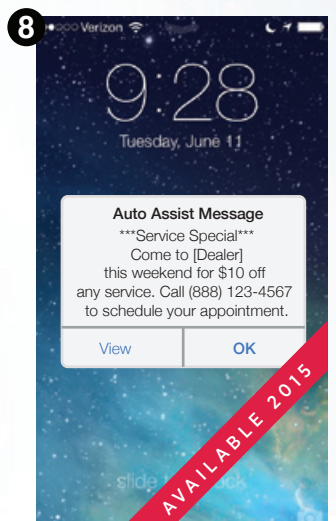 8
Verizon
9:28
Tuesday, June 11
Auto Assist Message
***Service Special***
Come to [Dealer]
this weekend for $10 off
any service. Call (888) 123-4567
to schedule your appointment.
View OK
AVAILABLE 2015
slide